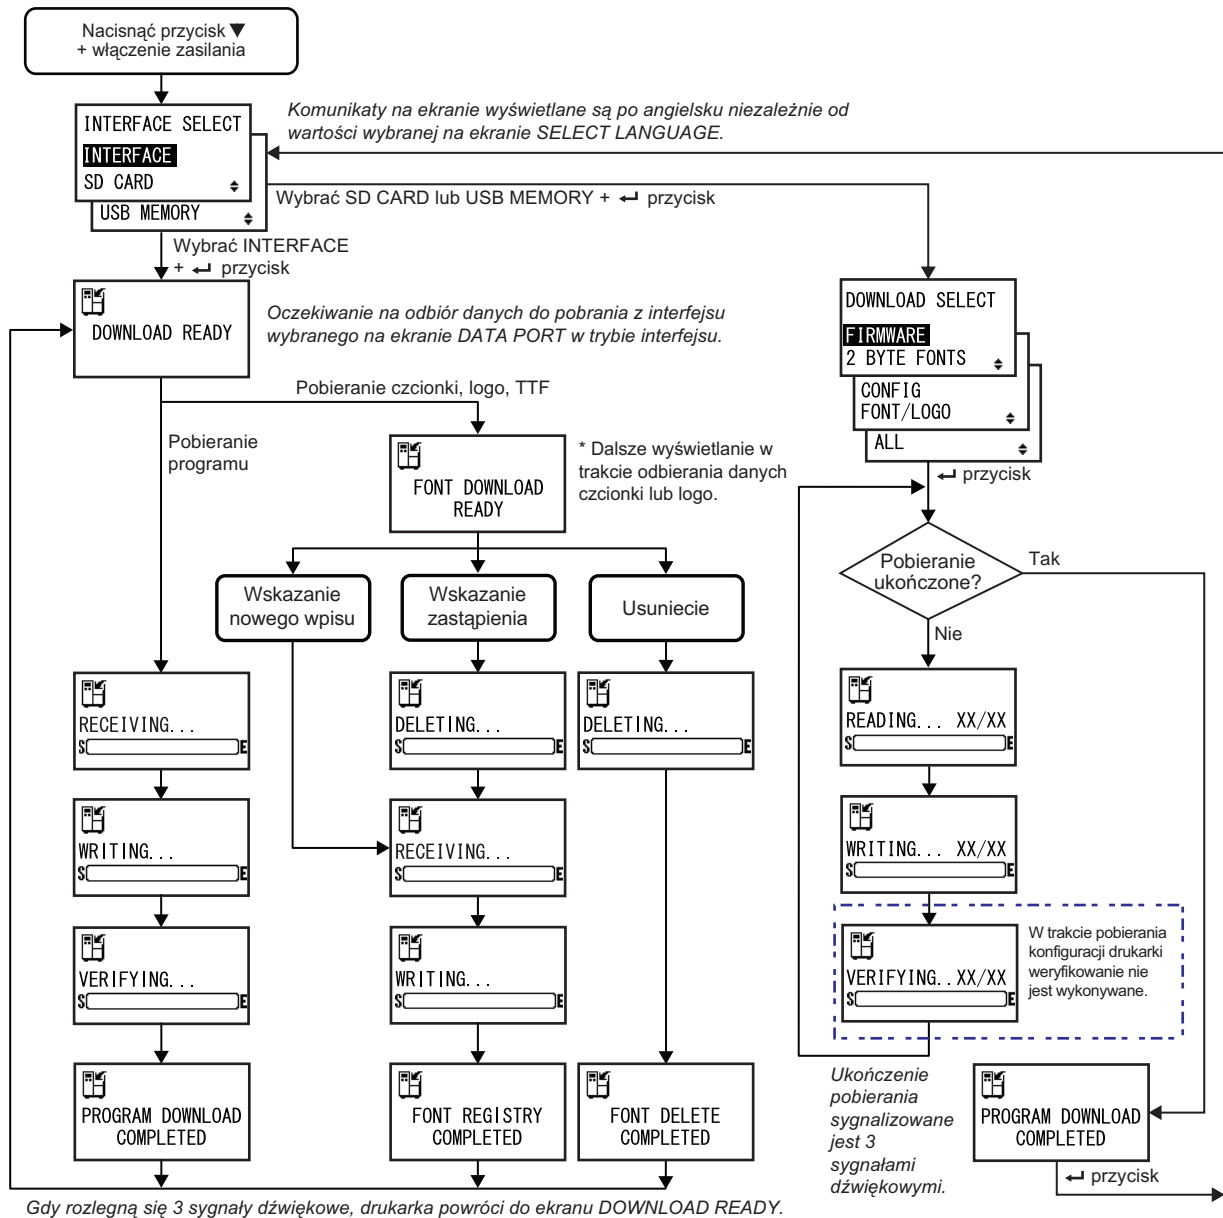 Nacisnąć przycisk ▼
+ włączenie zasilania
Komunikaty na ekranie wyświetlane są po angielsku niezależnie od
wartości wybranej na ekranie SELECT LANGUAGE.
INTERFACE SELECT
INTERFACE
SD CARD
USB MEMORY
Wybrać SD CARD lub USB MEMORY + ↵ przycisk
Wybrać INTERFACE
+ ↵ przycisk
DOWNLOAD READY
Oczekiwanie na odbiór danych do pobrania z interfejsu
wybranego na ekranie DATA PORT w trybie interfejsu.
DOWNLOAD SELECT
FIRMWARE
2 BYTE FONTS
CONFIG
FONT/LOGO
ALL
↵ przycisk
Pobieranie czcionki, logo, TTF
Pobieranie
programu
FONT DOWNLOAD
READY
* Dalsze wyświetlanie w
trakcie odbierania danych
czcionki lub logo.
Pobieranie
ukończone?
Tak
Nie
Wskazanie
nowego wpisu
Wskazanie
zastąpienia
Usuniecie
RECEIVING...
S E
DELETING...
S E
DELETING...
S E
READING... XX/XX
S E
WRITING...
S E
RECEIVING...
S E
WRITING... XX/XX
S E
VERIFYING...
S E
WRITING...
S E
VERIFYING..XX/XX
S E
W trakcie pobierania
konfiguracji drukarki
weryfikowanie nie
jest wykonywane.
PROGRAM DOWNLOAD
COMPLETED
FONT REGISTRY
COMPLETED
FONT DELETE
COMPLETED
Ukończenie
pobierania
sygnalizowane
jest 3
sygnałami
dźwiękowymi.
PROGRAM DOWNLOAD
COMPLETED
↵ przycisk
Gdy rozlegną się 3 sygnały dźwiękowe, drukarka powróci do ekranu DOWNLOAD READY.